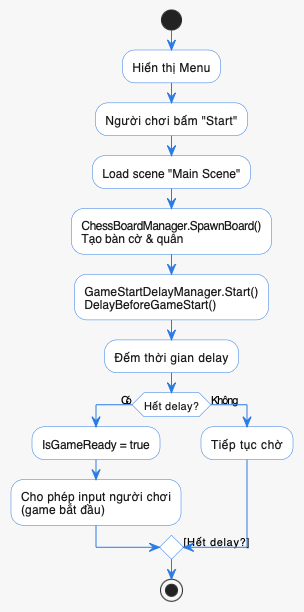 Hiển thị Menu
Người chơi bấm "Start"
Load scene "Main Scene"
ChessBoardManager.SpawnBoard()
Tạo bàn cờ & quân
GameStartDelayManager.Start()
DelayBeforeGameStart()
Đếm thời gian delay
Có
Hết delay?
Không
IsGameReady = true
Tiếp tục chờ
Cho phép input người chơi
(game bắt đầu)
[Hết delay?]